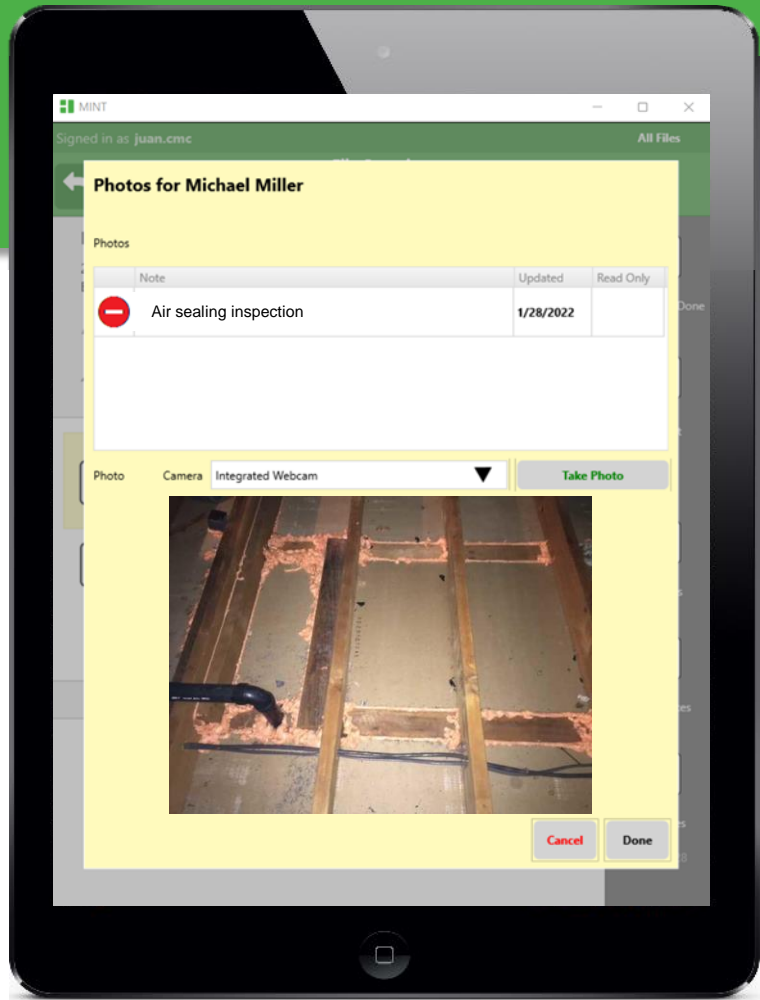 MINT
Signed in as juan.cmc All Files
Photos for Michael Miller
Photos
Note Updated Read Only
Air sealing inspection 1/28/2022
Done
Photo Camera Integrated Webcam Take Photo
Cancel Done